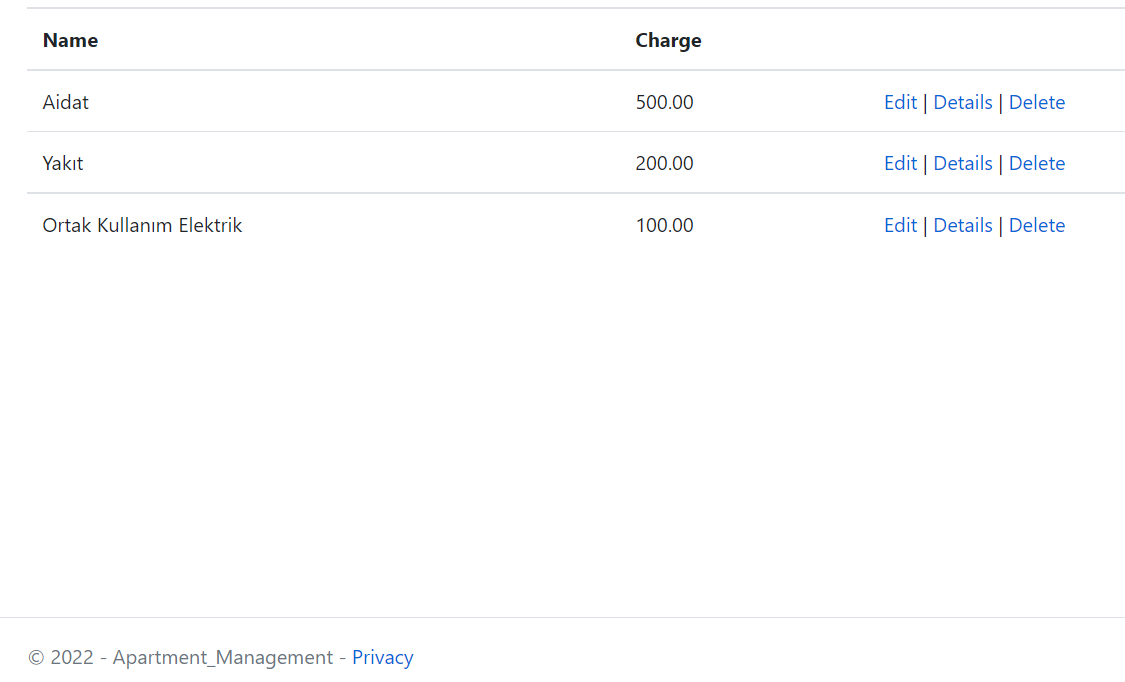 Name Charge
Aidat 500.00 Edit | Details | Delete
Yakıt 200.00 Edit | Details | Delete
Ortak Kullanım Elektrik 100.00 Edit | Details | Delete
© 2022 - Apartment_Management - Privacy